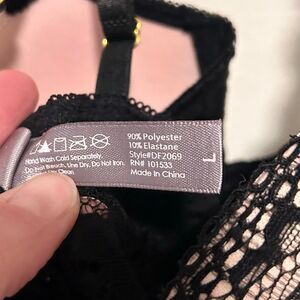 90% Polyester
10% Elastane
Style#DF2069
RN# 101533
Made In China
L
Hand Wash Cold Separately.
Do Not Bleach, Line Dry, Do Not Iron.
Clean